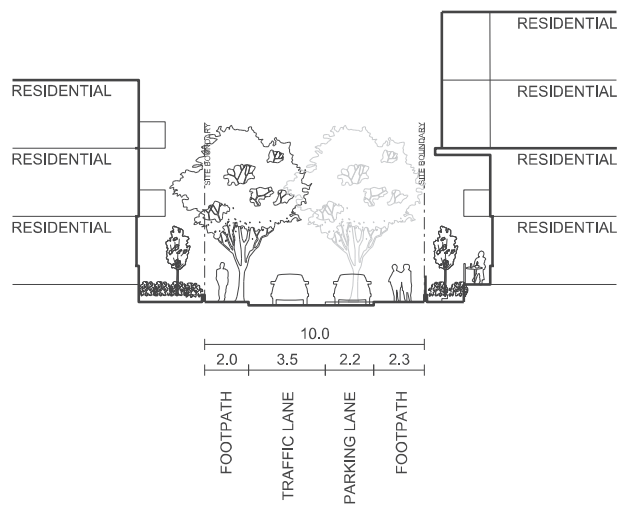 RESIDENTIAL
RESIDENTIAL
RESIDENTIAL
RESIDENTIAL
RESIDENTIAL
RESIDENTIAL
RESIDENTIAL
SITE BOUNDARY
SITE BOUNDARY
10.0
2.0
3.5
2.2
2.3
FOOTPATH
TRAFFIC LANE
PARKING LANE
FOOTPATH